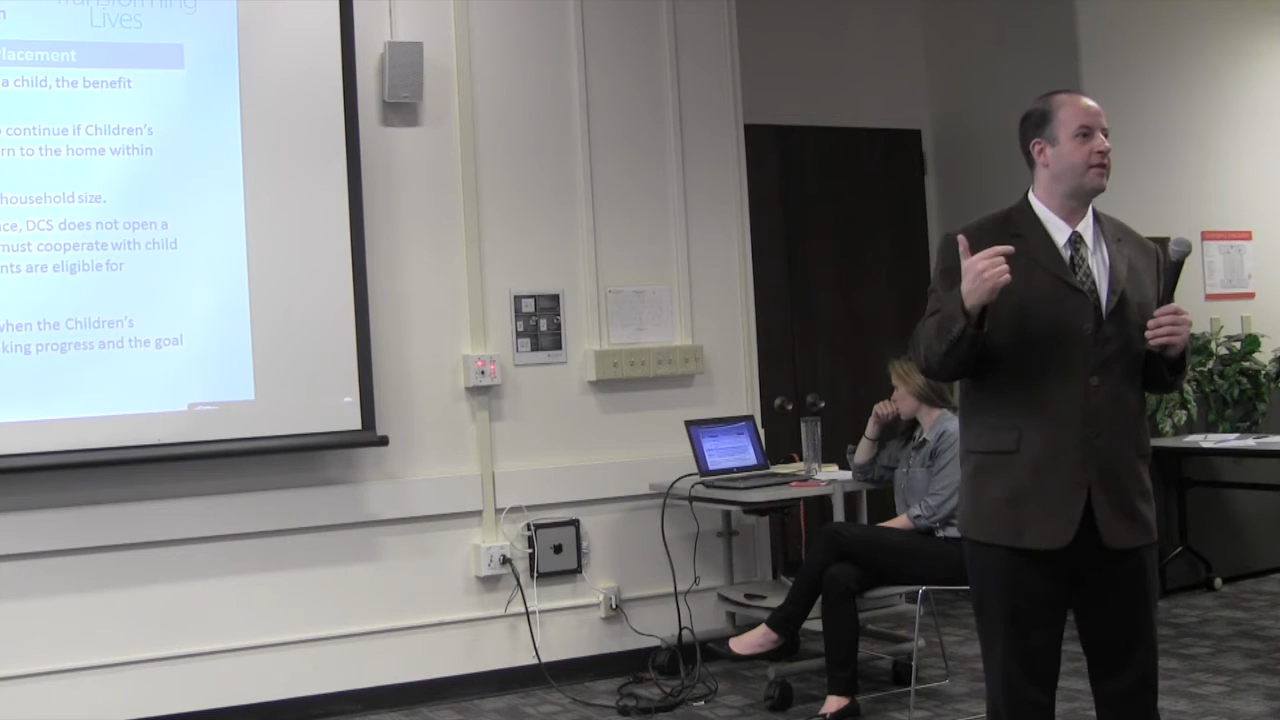 n
Transforming
Lives
lacement
a child, the benefit
continue if Children's
rn to the home within
household size.
ce, DCS does not open a
must cooperate with child
nts are eligible for
when the Children's
king progress and the goal